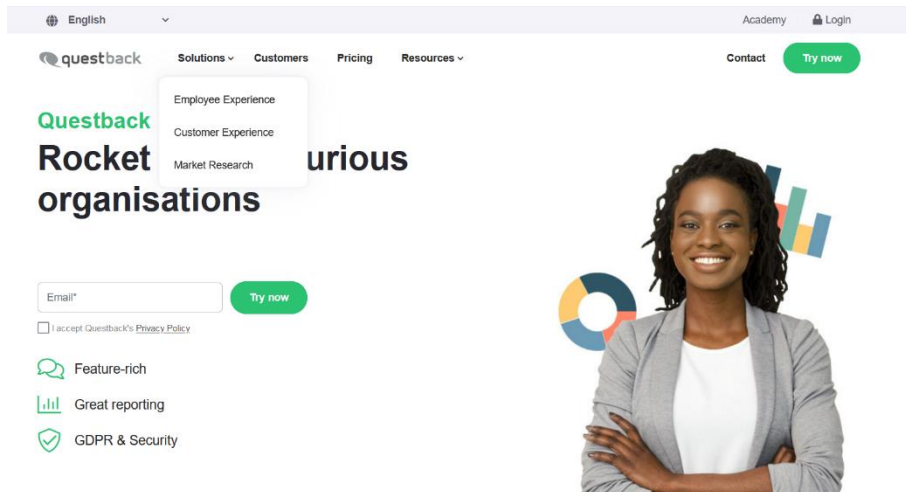 English
Academy
Login
questback
Solutions
Customers
Pricing
Resources
Contact
Try now
Employee Experience
Customer Experience
Market Research
Questback
Rocket urious
organisations
Email*
Try now
I accept Questback's Privacy Policy
Feature-rich
Great reporting
GDPR & Security